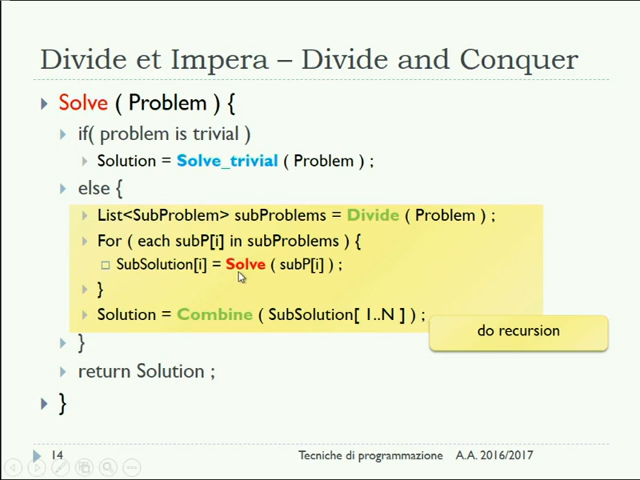 Divide et Impera – Divide and Conquer
Solve ( Problem ) {
if( problem is trivial )
Solution = Solve_trivial ( Problem ) ;
else {
List<SubProblem> subProblems = Divide ( Problem ) ;
For ( each subP[i] in subProblems ) {
SubSolution[i] = Solve ( subP[i] ) ;
}
Solution = Combine ( SubSolution[ 1..N ] ) ;
do recursion
}
return Solution ;
}
14
Tecniche di programmazione A.A. 2016/2017